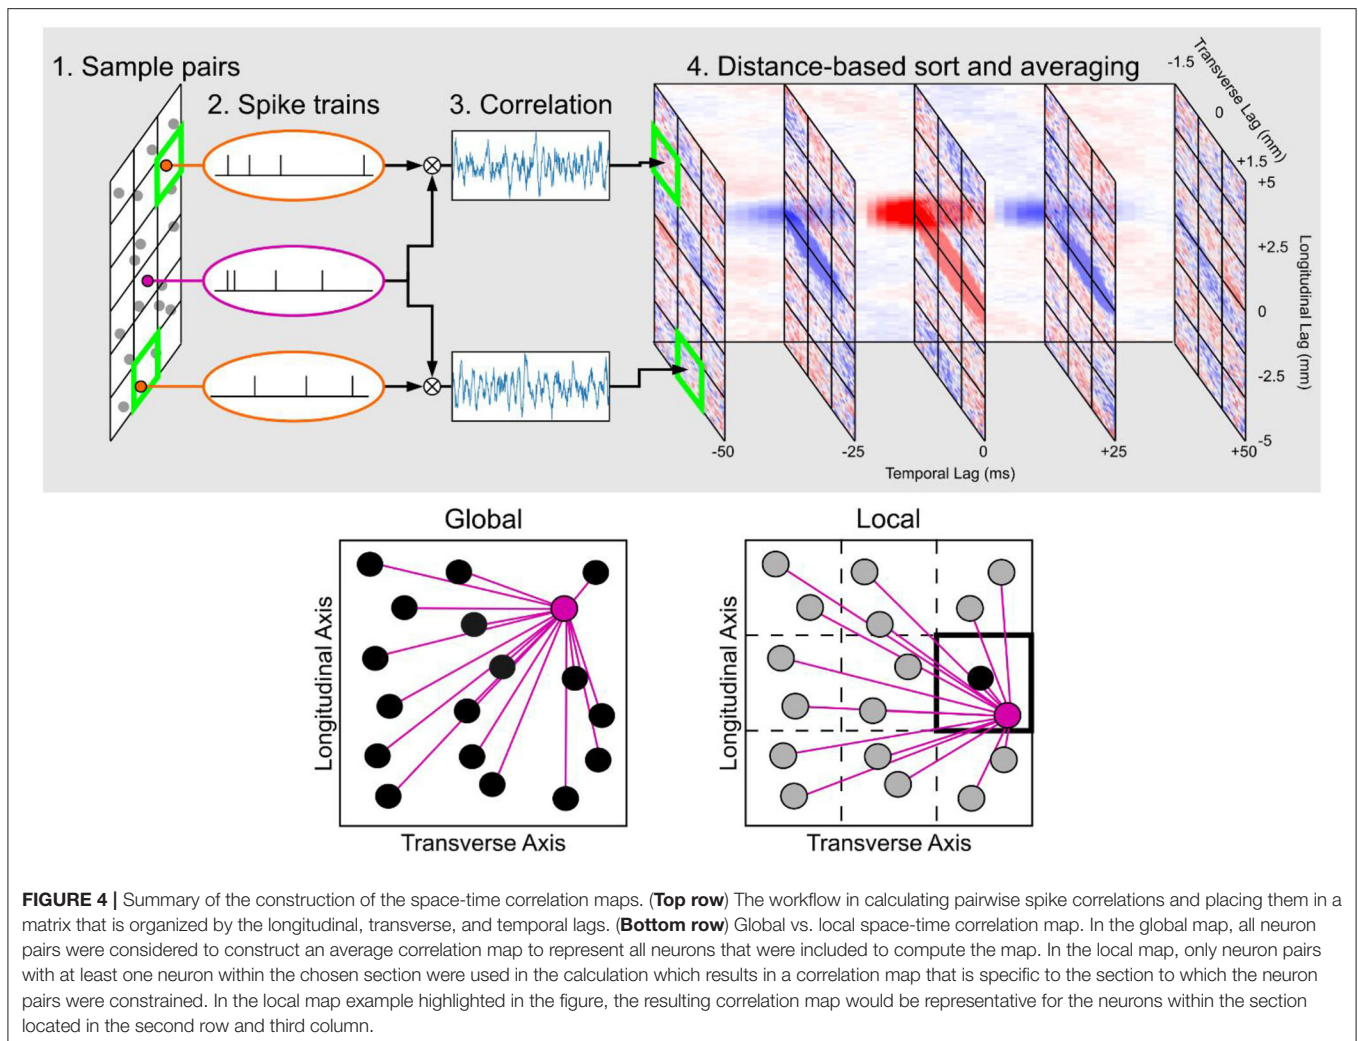 1. Sample pairs
2. Spike trains
3. Correlation
4. Distance-based sort and averaging
-1.5
0
+1.5
Transverse Lag (mm)
+5
+2.5
0
-2.5
-5
Longitudinal Lag (mm)
-50
-25
0
+25
+50
Temporal Lag (ms)
Global
Longitudinal Axis
Transverse Axis
Local
Longitudinal Axis
Transverse Axis
FIGURE 4 | Summary of the construction of the space-time correlation maps. (Top row) The workflow in calculating pairwise spike correlations and placing them in a
matrix that is organized by the longitudinal, transverse, and temporal lags. (Bottom row) Global vs. local space-time correlation map. In the global map, all neuron
pairs were considered to construct an average correlation map to represent all neurons that were included to compute the map. In the local map, only neuron pairs
with at least one neuron within the chosen section were used in the calculation which results in a correlation map that is specific to the section to which the neuron
pairs were constrained. In the local map example highlighted in the figure, the resulting correlation map would be representative for the neurons within the section
located in the second row and third column.